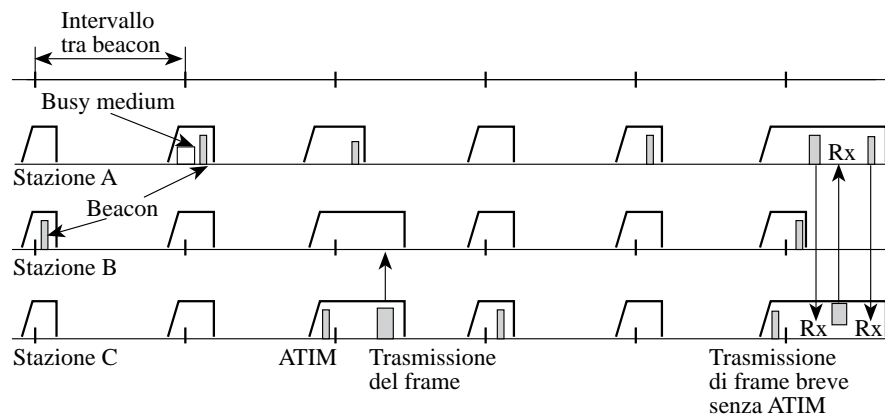 Intervallo
tra beacon
Busy medium
Rx
Stazione A
Beacon
Stazione B
Rx
Rx
Stazione C
ATIM
Trasmissione
del frame
Trasmissione
di frame breve
senza ATIM